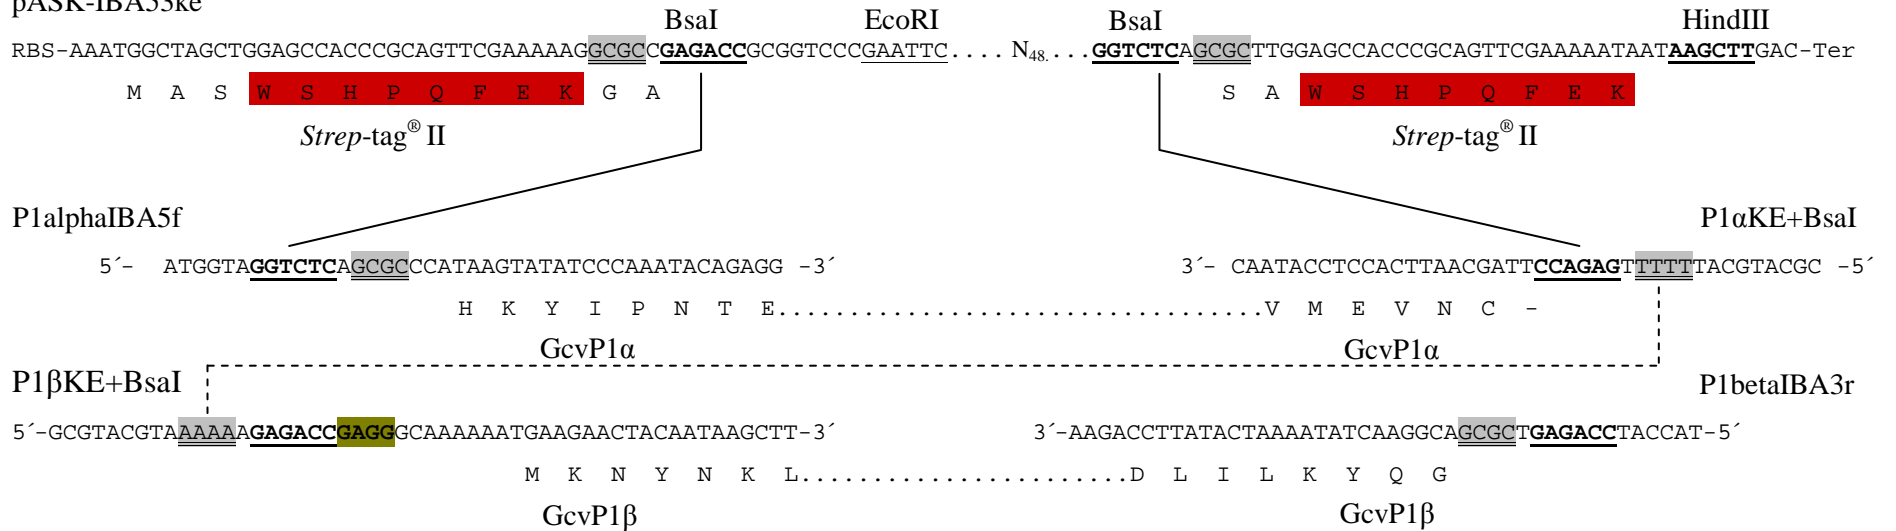 pASK-IBA53ke
BsaI EcoRI BsaI HindIII
RBS-AAATGGCTAGCTGGAGCCACCCGCAGTTCGAAAAAGGCGCCGAGACCGCGGTCCCGAATTC.... N48....GGTCTCAGCGCTTGGAGCCACCCGCAGTTCGAAAAATAATAAGCTTGAC-Ter
M A S W S H P Q F E K G A S A W S H P Q F E K
Strep-tag® II Strep-tag® II
P1alphaIBA5f P1αKE+BsaI
5´- ATGGTAGGTCTCAGCGCCCATAAGTATATCCCAAATACAGAGG -3´ 3´- CAATACCTCCACTTAACGATTCCAGAGTTTTTTACGTACGC -5´
H K Y I P N T E..................................V M E V N C -
GcvP1α GcvP1α
P1βKE+BsaI P1betaIBA3r
5´-GCGTACGTAAAAAAGAGACCGAGGGCAAAAAATGAAGAACTACAATAAGCTT-3´ 3´-AAGACCTTATACTAAAATATCAAGGCAGCGCTGAGACCTACCAT-5´
M K N Y N K L.......................D L I L K Y Q G
GcvP1β GcvP1β